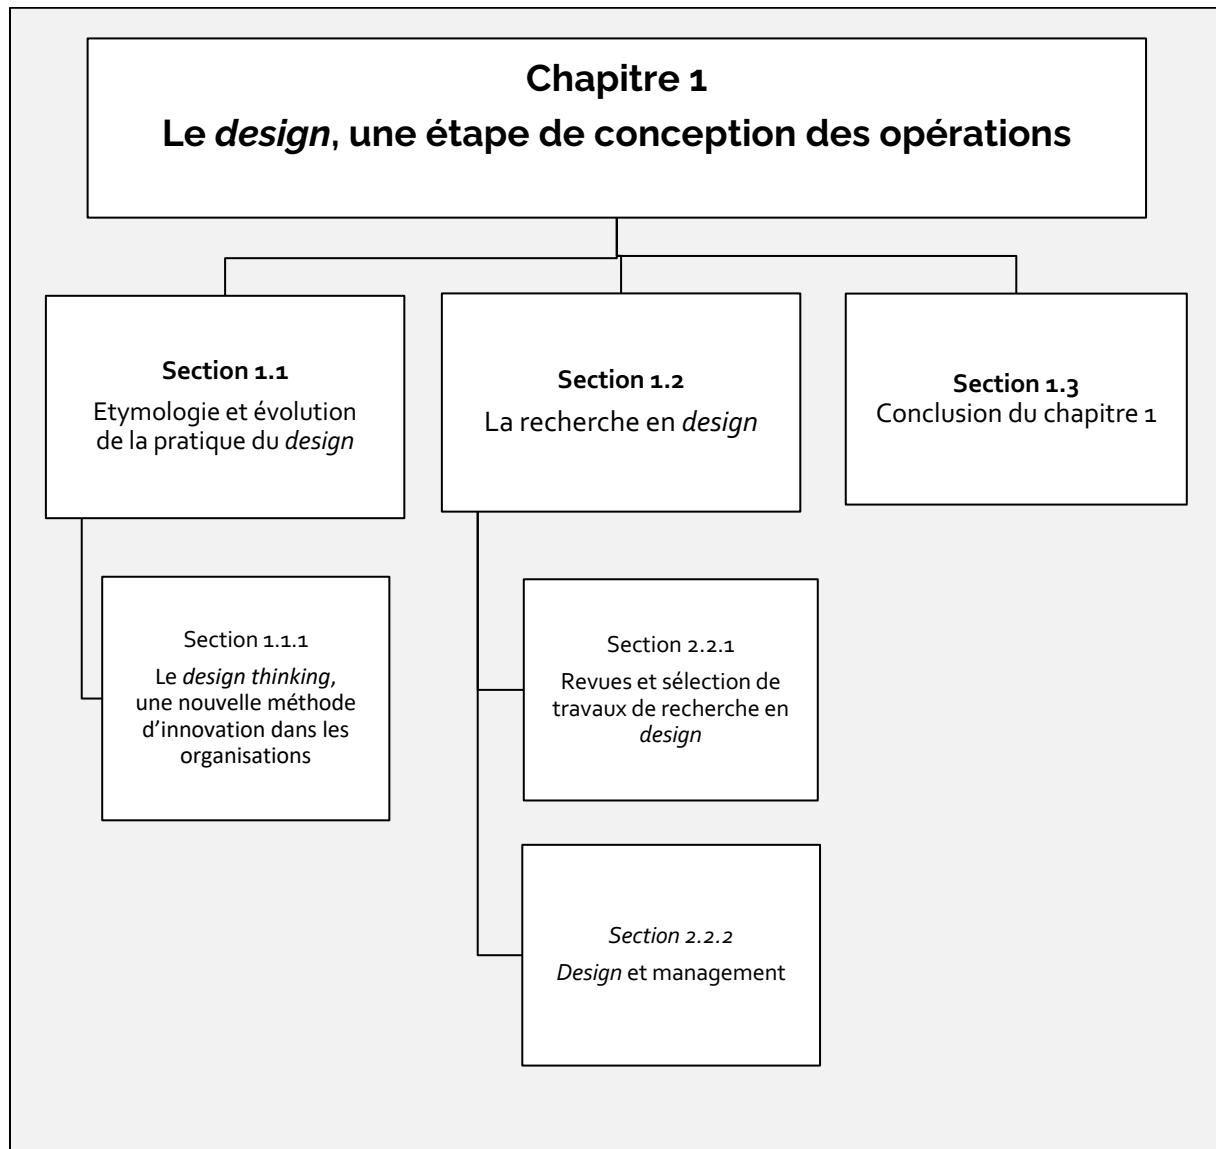 Chapitre 1
Le design, une étape de conception des opérations
Section 1.1
Etymologie et évolution
de la pratique du design
Section 1.2
La recherche en design
Section 1.3
Conclusion du chapitre 1
Section 1.1.1
Le design thinking,
une nouvelle méthode
d'innovation dans les
organisations
Section 2.2.1
Revues et sélection de
travaux de recherche en
design
Section 2.2.2
Design et management